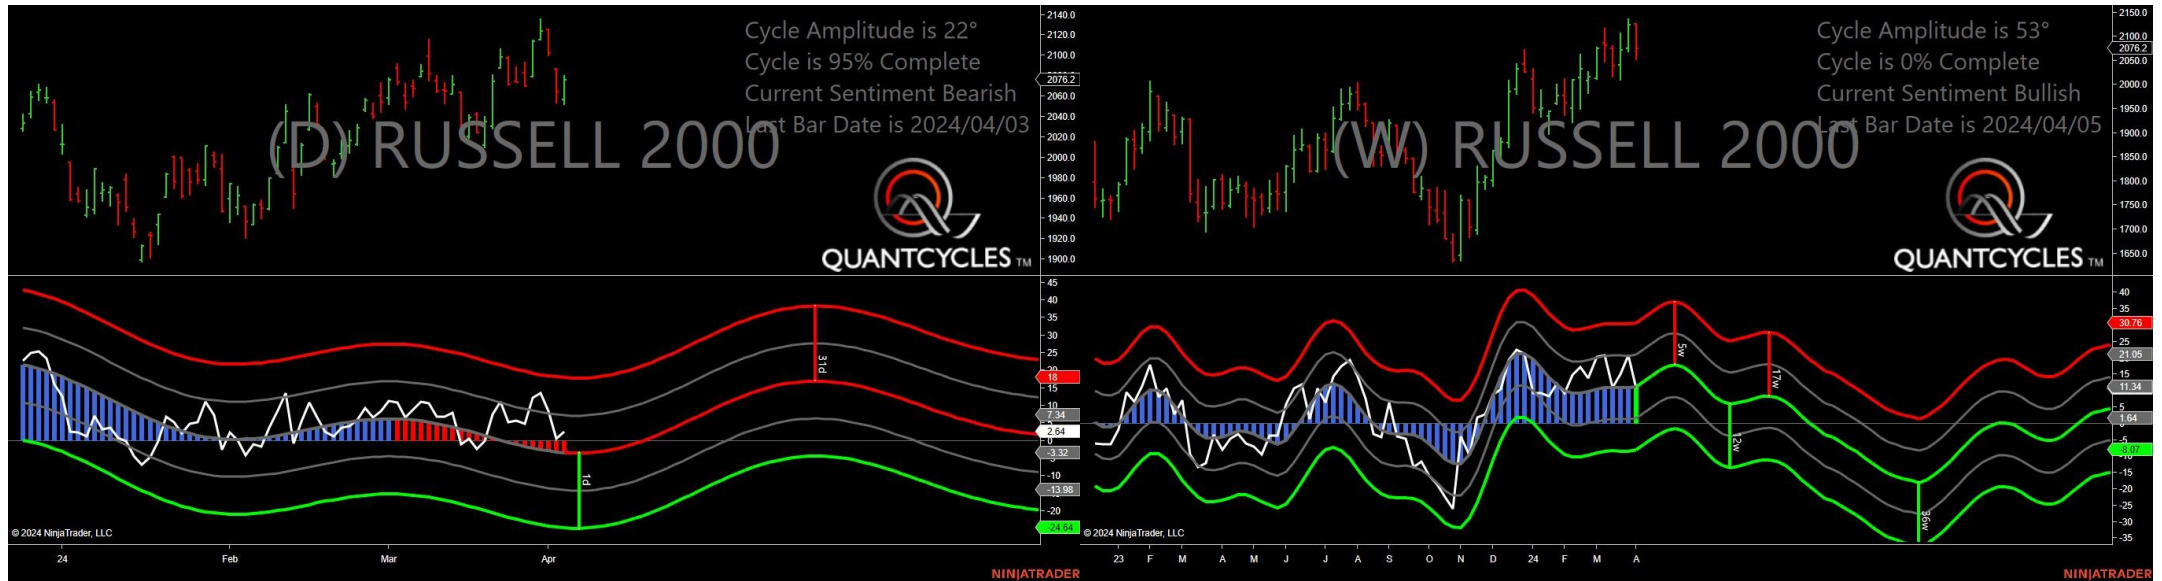 Cycle Amplitude is 22°
Cycle is 95% Complete
Current Sentiment Bearish
Last Bar Date is 2024/04/03
(D) RUSSELL 2000
QUANTCYCLES TM
2140.0
2120.0
2100.0
2076.2
2060.0
2040.0
2020.0
2000.0
1980.0
1960.0
1940.0
1920.0
1900.0
45
40
35
30
25
20
18
15
10
7.34
2.64
0
-3.32
-10
-13.98
-20
-24.64
31d
1d
© 2024 NinjaTrader, LLC
24 Feb Mar Apr
NINJATRADER
Cycle Amplitude is 53°
Cycle is 0% Complete
Current Sentiment Bullish
Last Bar Date is 2024/04/05
(W) RUSSELL 2000
QUANTCYCLES TM
2150.0
2100.0
2076.2
2050.0
2000.0
1950.0
1900.0
1850.0
1800.0
1750.0
1700.0
1650.0
40
35
30.76
25
21.05
15
11.34
5
1.64
-5
-8.07
-15
-20
-25
-30
-35
5w
17w
12w
36w
© 2024 NinjaTrader, LLC
23 F M A M J J A S O N D 24 F M A
NINJATRADER